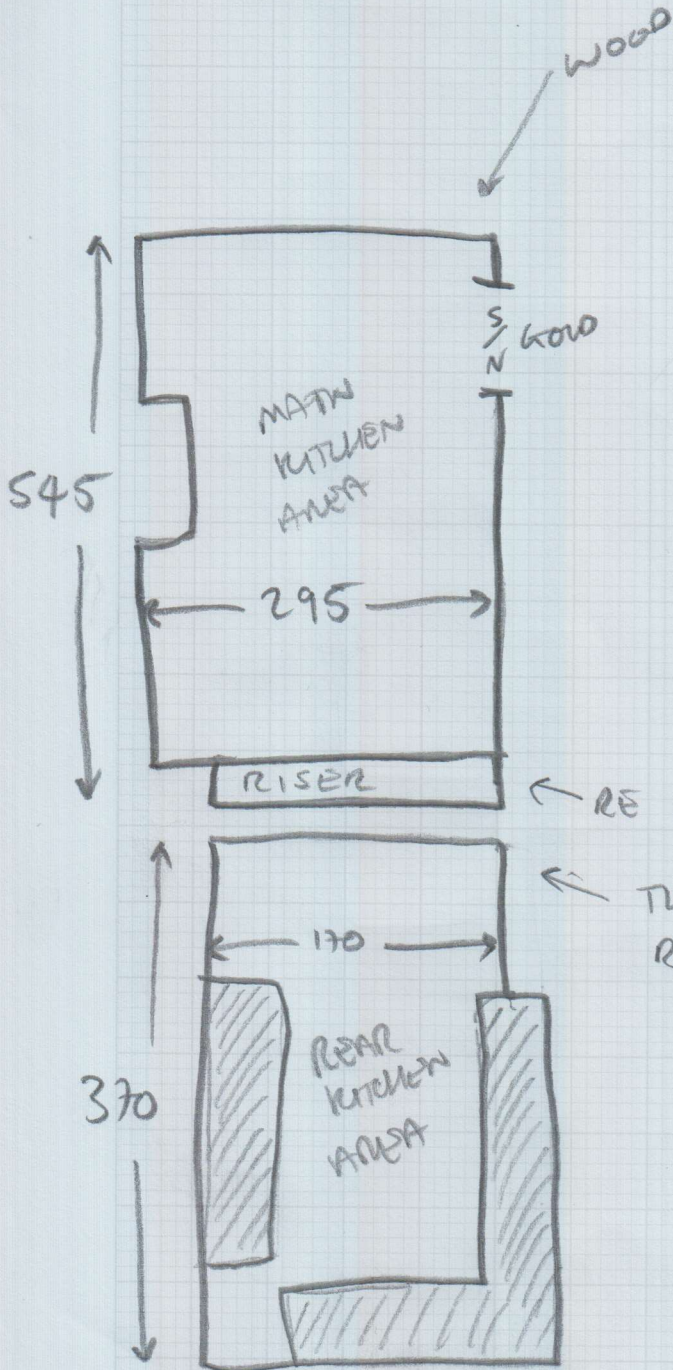 WOOD
S/N GOLD
MAIN
KITCHEN
AREA
545
295
RISER
RE
170
R
370
REAR
KITCHEN
AREA